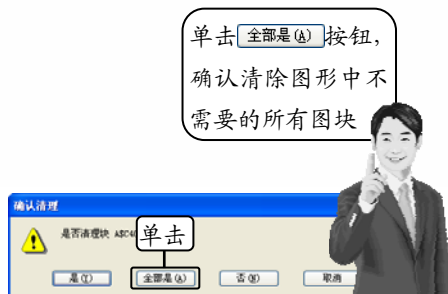 单击 全部是(A) 按钮,
确认清除图形中不
需要的所有图块
确认清理
是否清理块
单击
是(Y) 全部是(A) 否(N) 取消